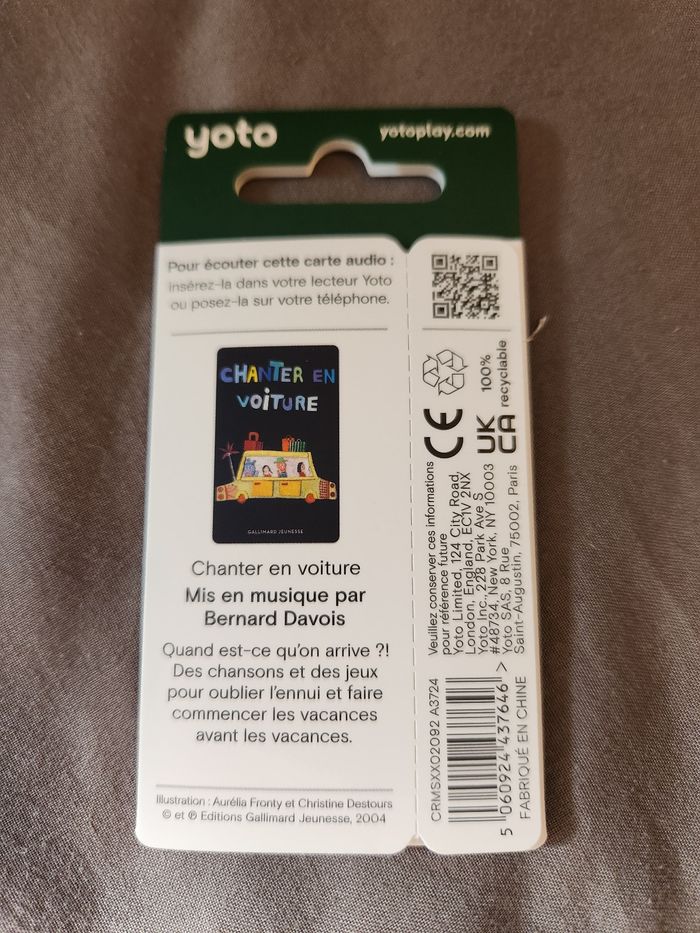 yoto
yotoplay.com
Pour écouter cette carte audio :
insérez-la dans votre lecteur Yoto
ou posez-la sur votre téléphone.
CHANTER EN
VOITURE
GALLIMARD JEUNESSE
Chanter en voiture
Mis en musique par
Bernard Davois
Quand est-ce qu'on arrive ?!
Des chansons et des jeux
pour oublier l'ennui et faire
commencer les vacances
avant les vacances.
Illustration : Aurélia Fronty et Christine Destours
© et ℗ Editions Gallimard Jeunesse, 2004
100%
recyclable
CE
UK
CA
Veuillez conserver ces informations
pour référence future
Yoto Limited, 124 City Road,
London, England, EC1V 2NX
Yoto Inc., 228 Park Ave S
#48734, New York, NY 10003
Yoto SAS, 8 Rue
Saint-Augustin, 75002, Paris
CRMSXX02092 A3724
5 060924 437646 >
FABRIQUÉ EN CHINE